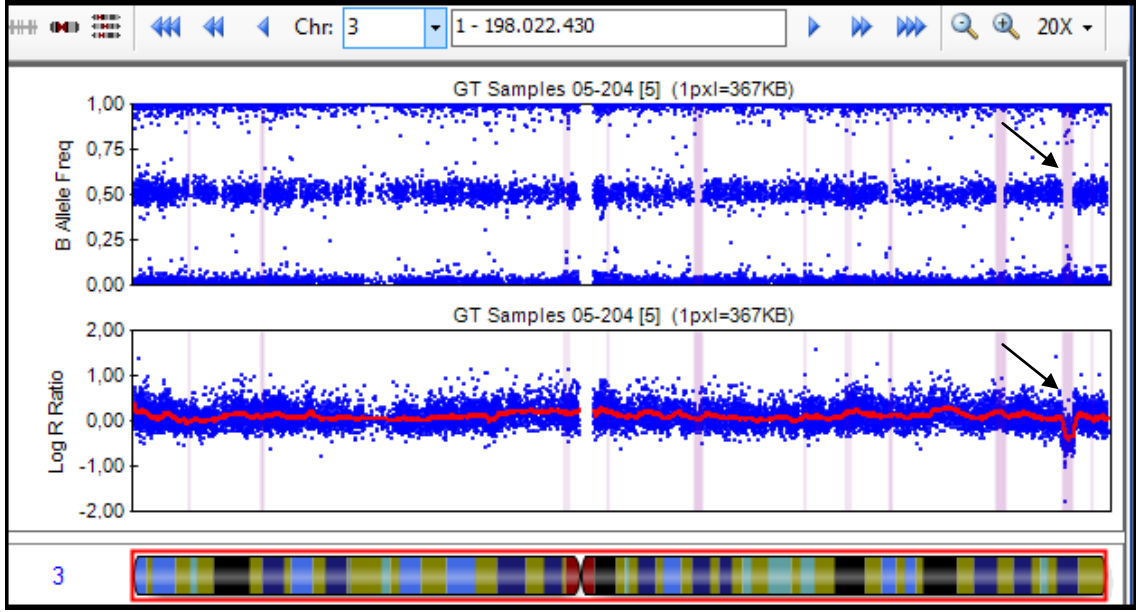 Chr: 3 1 - 198.022.430 20X
GT Samples 05-204 [5] (1pxl=367KB)
1,00
0,75
0,50
0,25
0,00
B Allele Freq
GT Samples 05-204 [5] (1pxl=367KB)
2,00
1,00
0,00
-1,00
-2,00
Log R Ratio
3